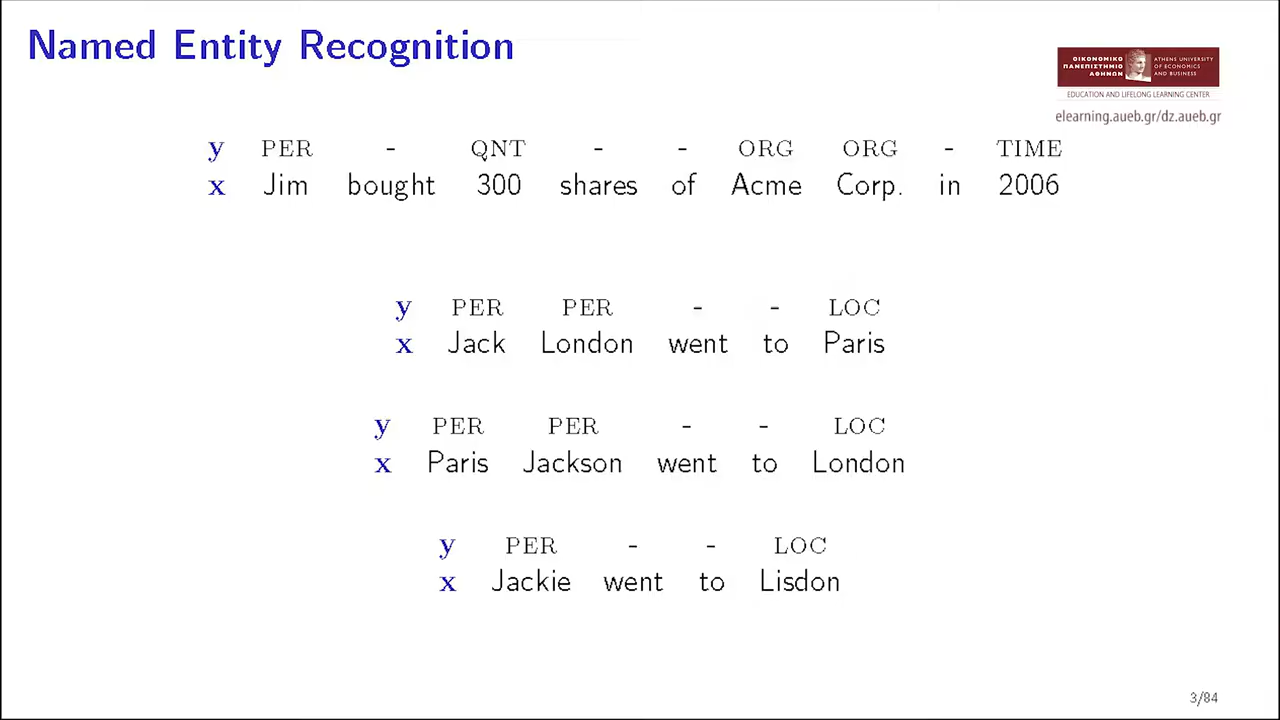 Named Entity Recognition
ΟΙΚΟΝΟΜΙΚΟ ΠΑΝΕΠΙΣΤΗΜΙΟ ΑΘΗΝΩΝ
ATHENS UNIVERSITY OF ECONOMICS AND BUSINESS
EDUCATION AND LIFELONG LEARNING CENTER
elearning.aueb.gr/dz.aueb.gr
y PER - QNT - - ORG ORG - TIME
x Jim bought 300 shares of Acme Corp. in 2006
y PER PER - - LOC
x Jack London went to Paris
y PER PER - - LOC
x Paris Jackson went to London
y PER - - LOC
x Jackie went to Lisdon
3/84